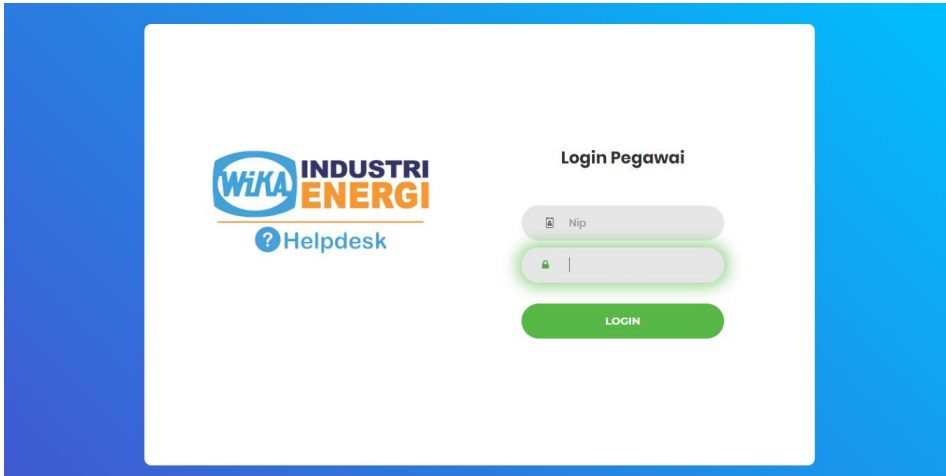 WiKA INDUSTRI
ENERGI
?Helpdesk
Login Pegawai
Nip
LOGIN